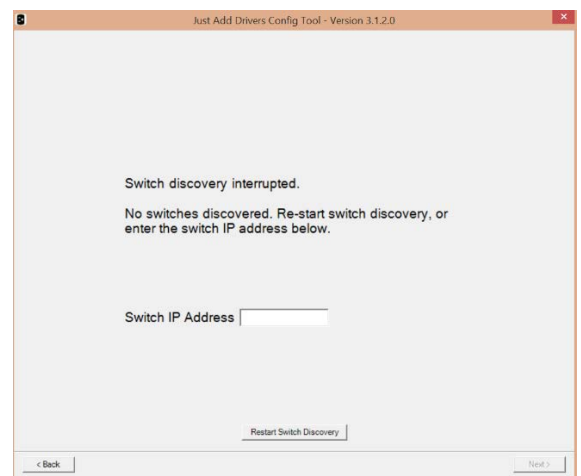 Just Add Drivers Config Tool - Version 3.1.2.0
Switch discovery interrupted.
No switches discovered. Re-start switch discovery, or
enter the switch IP address below.
Switch IP Address
Restart Switch Discovery
< Back
Next >